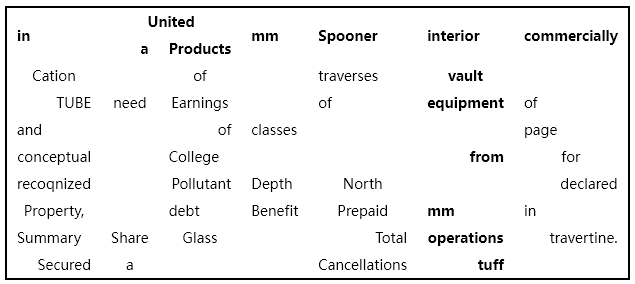 United
in mm Spooner interior commercially
a Products
Cation of traverses vault
TUBE need Earnings of equipment of
and of classes page
conceptual College from for
recoqnized Pollutant Depth North declared
Property, debt Benefit Prepaid mm in
Summary Share Glass Total operations travertine.
Secured a Cancellations tuff